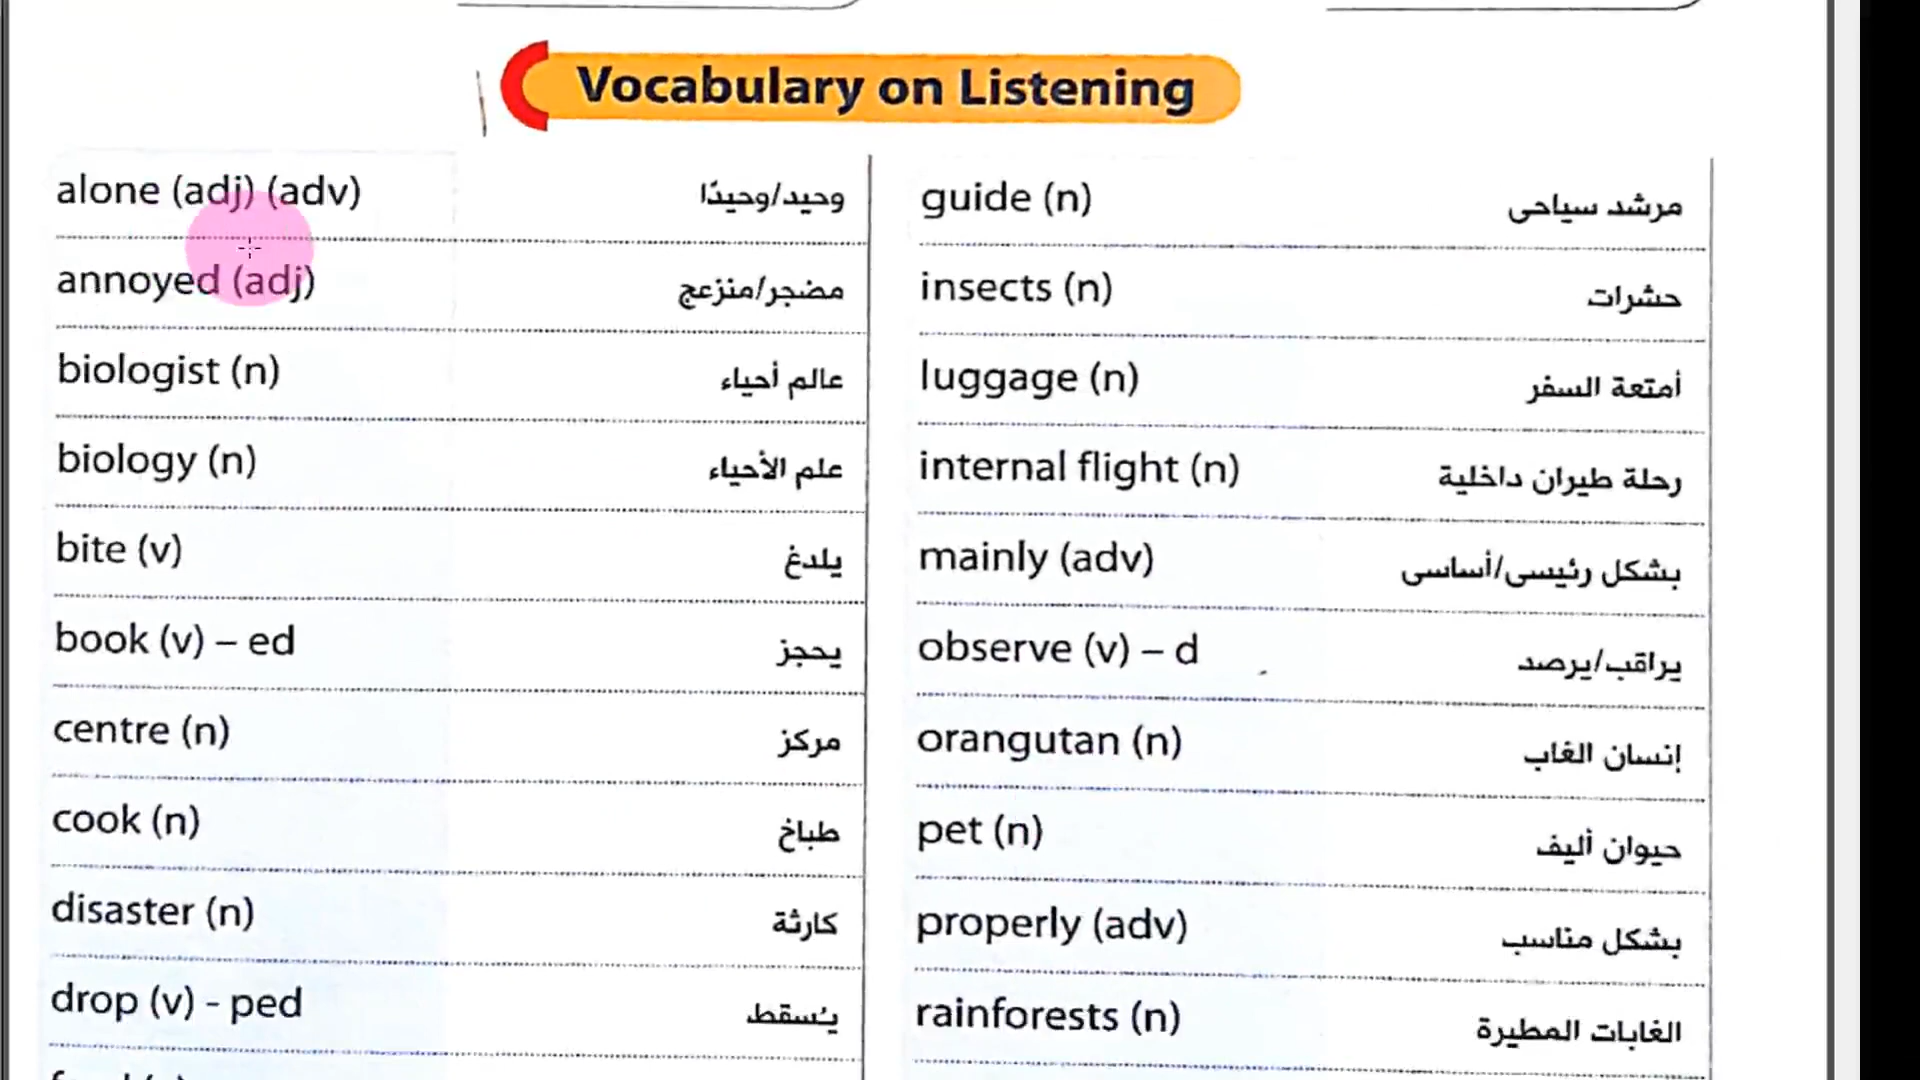 Vocabulary on Listening
alone (adj) (adv) وحيد/وحيدًا
annoyed (adj) مضجر/منزعج
biologist (n) عالم أحياء
biology (n) علم الأحياء
bite (v) يلدغ
book (v) – ed يحجز
centre (n) مركز
cook (n) طباخ
disaster (n) كارثة
drop (v) - ped يُسقط
guide (n) مرشد سياحى
insects (n) حشرات
luggage (n) أمتعة السفر
internal flight (n) رحلة طيران داخلية
mainly (adv) بشكل رئيسى/أساسى
observe (v) – d يراقب/يرصد
orangutan (n) إنسان الغاب
pet (n) حيوان أليف
properly (adv) بشكل مناسب
rainforests (n) الغابات المطيرة